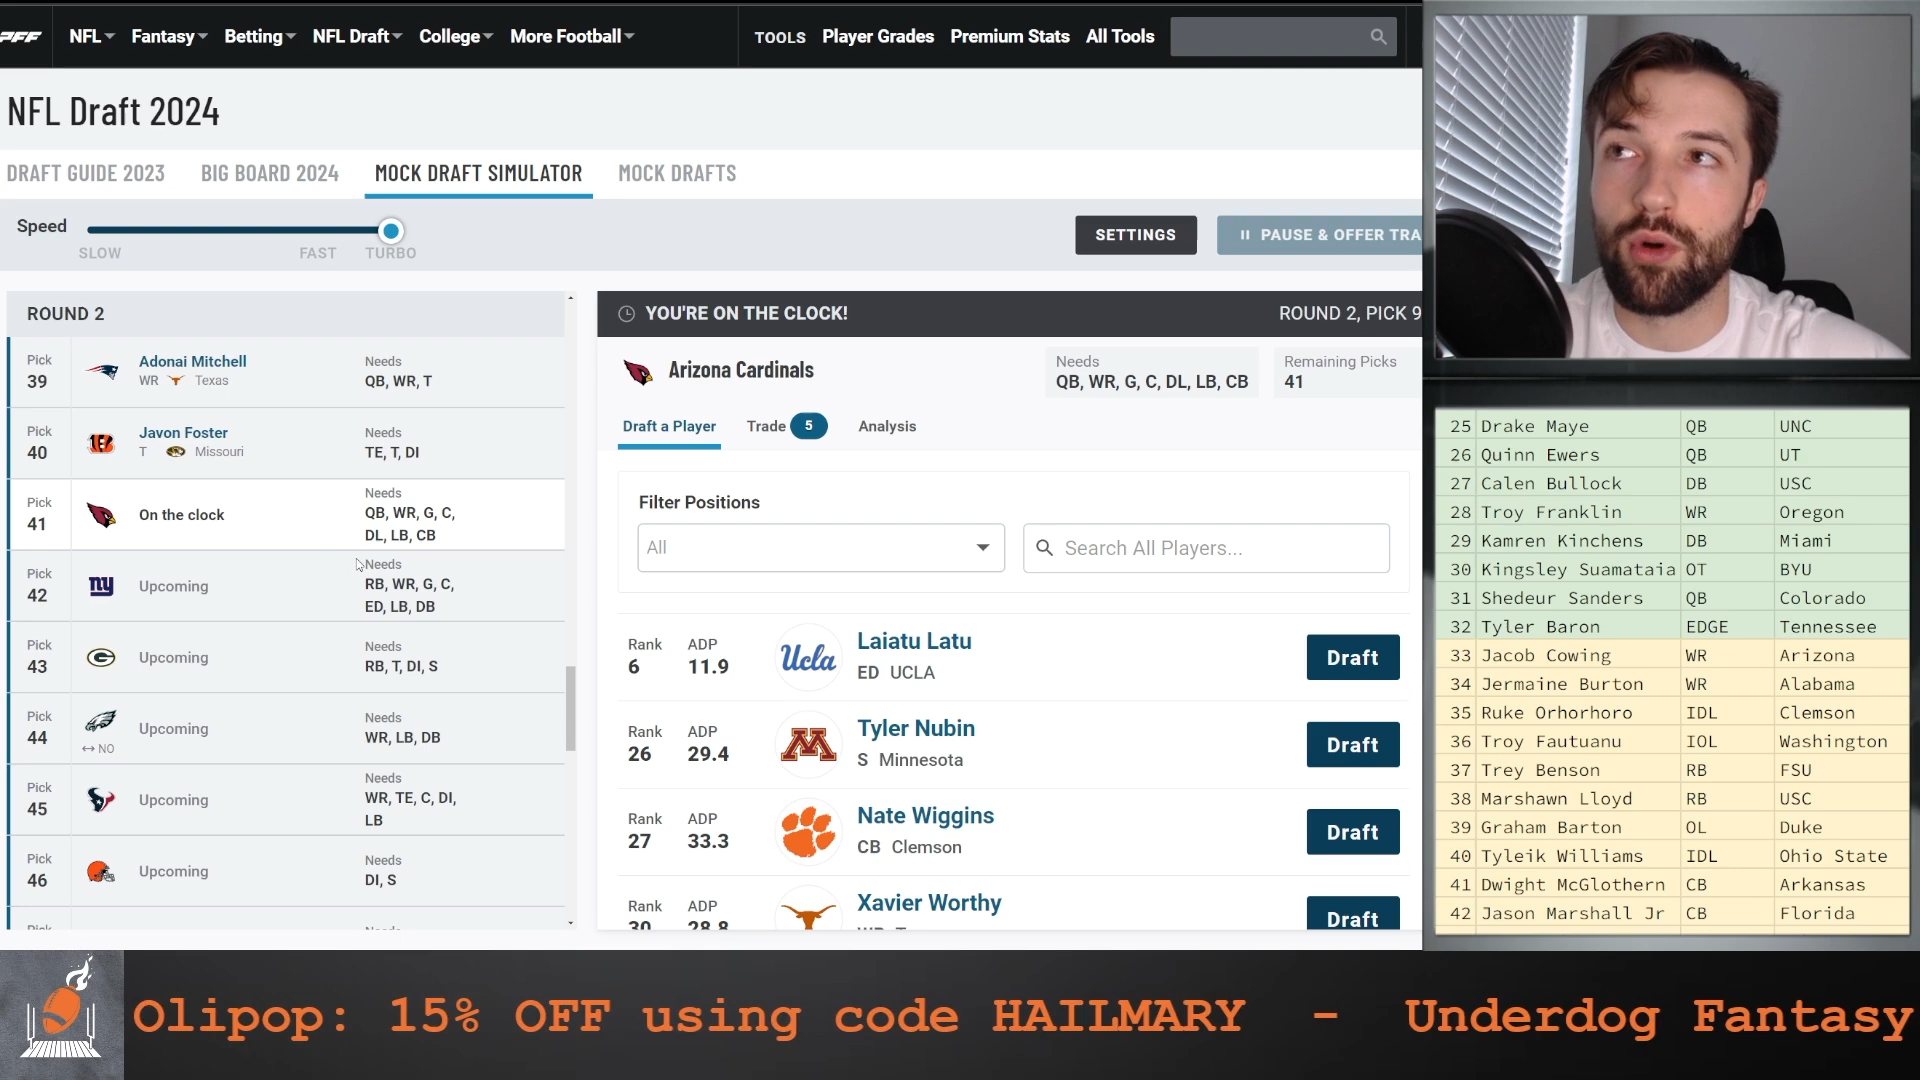 PFF NFL Fantasy Betting NFL Draft College More Football TOOLS Player Grades Premium Stats All Tools
NFL Draft 2024
DRAFT GUIDE 2023 BIG BOARD 2024 MOCK DRAFT SIMULATOR MOCK DRAFTS
Speed
SLOW FAST TURBO
SETTINGS
PAUSE & OFFER TRA
ROUND 2
Pick 39 Adonai Mitchell Needs
WR Texas QB, WR, T
Pick 40 Javon Foster Needs
T Missouri TE, T, DI
Pick 41 On the clock Needs
QB, WR, G, C,
DL, LB, CB
Pick 42 ny Upcoming Needs
RB, WR, G, C,
ED, LB, DB
Pick 43 G Upcoming Needs
RB, T, DI, S
Pick 44 Upcoming Needs
↔ NO WR, LB, DB
Pick 45 Upcoming Needs
WR, TE, C, DI,
LB
Pick 46 Upcoming Needs
DI, S
YOU'RE ON THE CLOCK! ROUND 2, PICK 9
Arizona Cardinals
Needs
QB, WR, G, C, DL, LB, CB
Remaining Picks
41
Draft a Player Trade 5 Analysis
Filter Positions
All
Search All Players...
Rank 6 ADP 11.9 Ucla Laiatu Latu
ED UCLA
Draft
Rank 26 ADP 29.4 M Tyler Nubin
S Minnesota
Draft
Rank 27 ADP 33.3 Nate Wiggins
CB Clemson
Draft
Rank 30 ADP 28.8 Xavier Worthy
Draft
25 Drake Maye QB UNC
26 Quinn Ewers QB UT
27 Calen Bullock DB USC
28 Troy Franklin WR Oregon
29 Kamren Kinchens DB Miami
30 Kingsley Suamataia OT BYU
31 Shedeur Sanders QB Colorado
32 Tyler Baron EDGE Tennessee
33 Jacob Cowing WR Arizona
34 Jermaine Burton WR Alabama
35 Ruke Orhorhoro IDL Clemson
36 Troy Fautuanu IOL Washington
37 Trey Benson RB FSU
38 Marshawn Lloyd RB USC
39 Graham Barton OL Duke
40 Tyleik Williams IDL Ohio State
41 Dwight McGlothern CB Arkansas
42 Jason Marshall Jr CB Florida
Olipop: 15% OFF using code HAILMARY - Underdog Fantasy